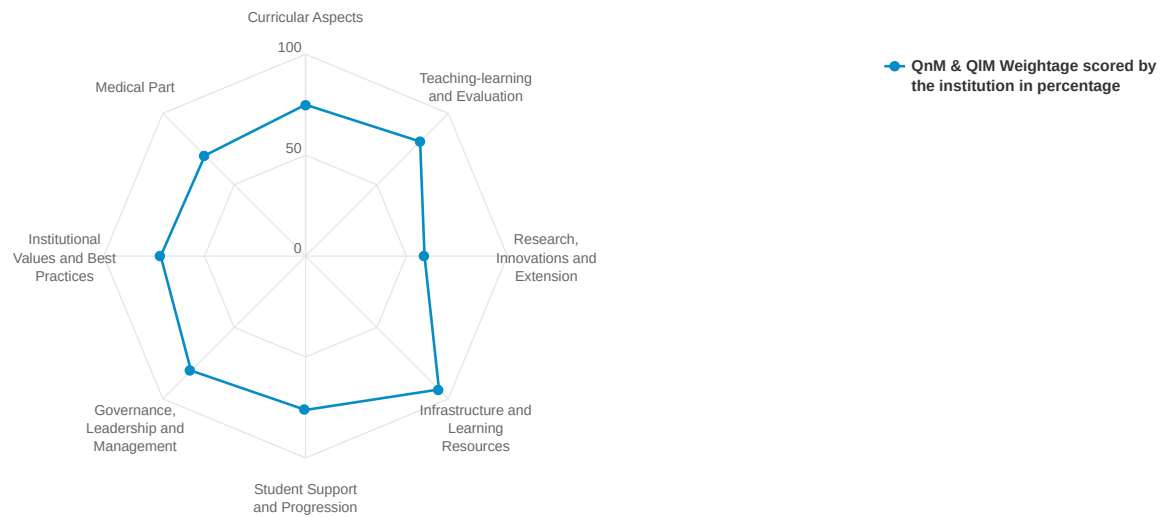 Curricular Aspects
100
Teaching-learning
and Evaluation
Medical Part
50
0
Research,
Innovations and
Extension
Institutional
Values and Best
Practices
Governance,
Leadership and
Management
Infrastructure and
Learning
Resources
Student Support
and Progression
QnM & QIM Weightage scored by
the institution in percentage